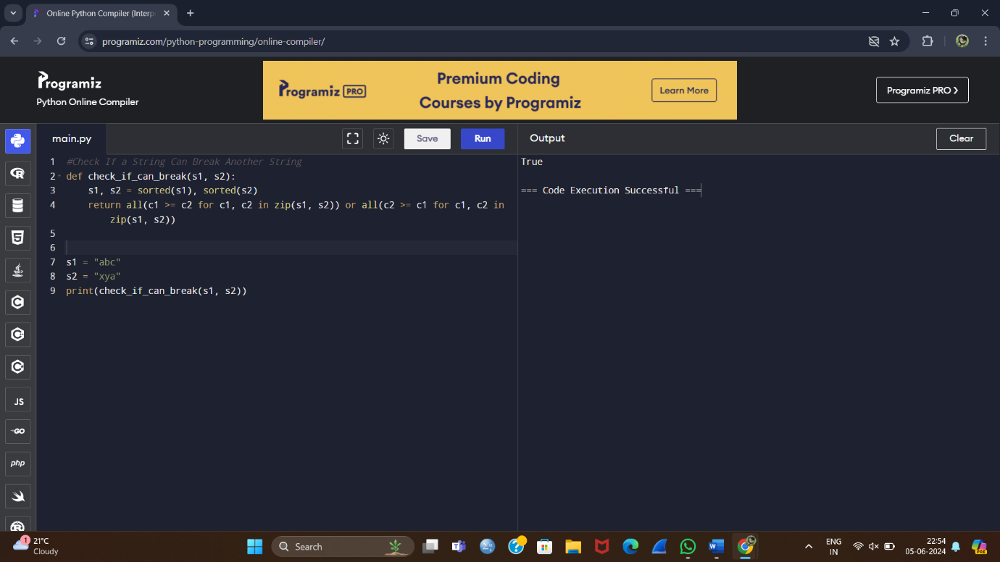 Online Python Compiler (Interp
programiz.com/python-programming/online-compiler/
Programiz
Python Online Compiler
Programiz PRO
Premium Coding
Courses by Programiz
Learn More
Programiz PRO
main.py
Save
Run
Output
Clear
1 #Check If a String Can Break Another String
2 def check_if_can_break(s1, s2):
3 s1, s2 = sorted(s1), sorted(s2)
4 return all(c1 >= c2 for c1, c2 in zip(s1, s2)) or all(c2 >= c1 for c1, c2 in
zip(s1, s2))
5
6
7 s1 = "abc"
8 s2 = "xya"
9 print(check_if_can_break(s1, s2))
True
=== Code Execution Successful ===
JS
GO
php
1
21°C
Cloudy
Search
ENG
IN
22:54
05-06-2024
PRE